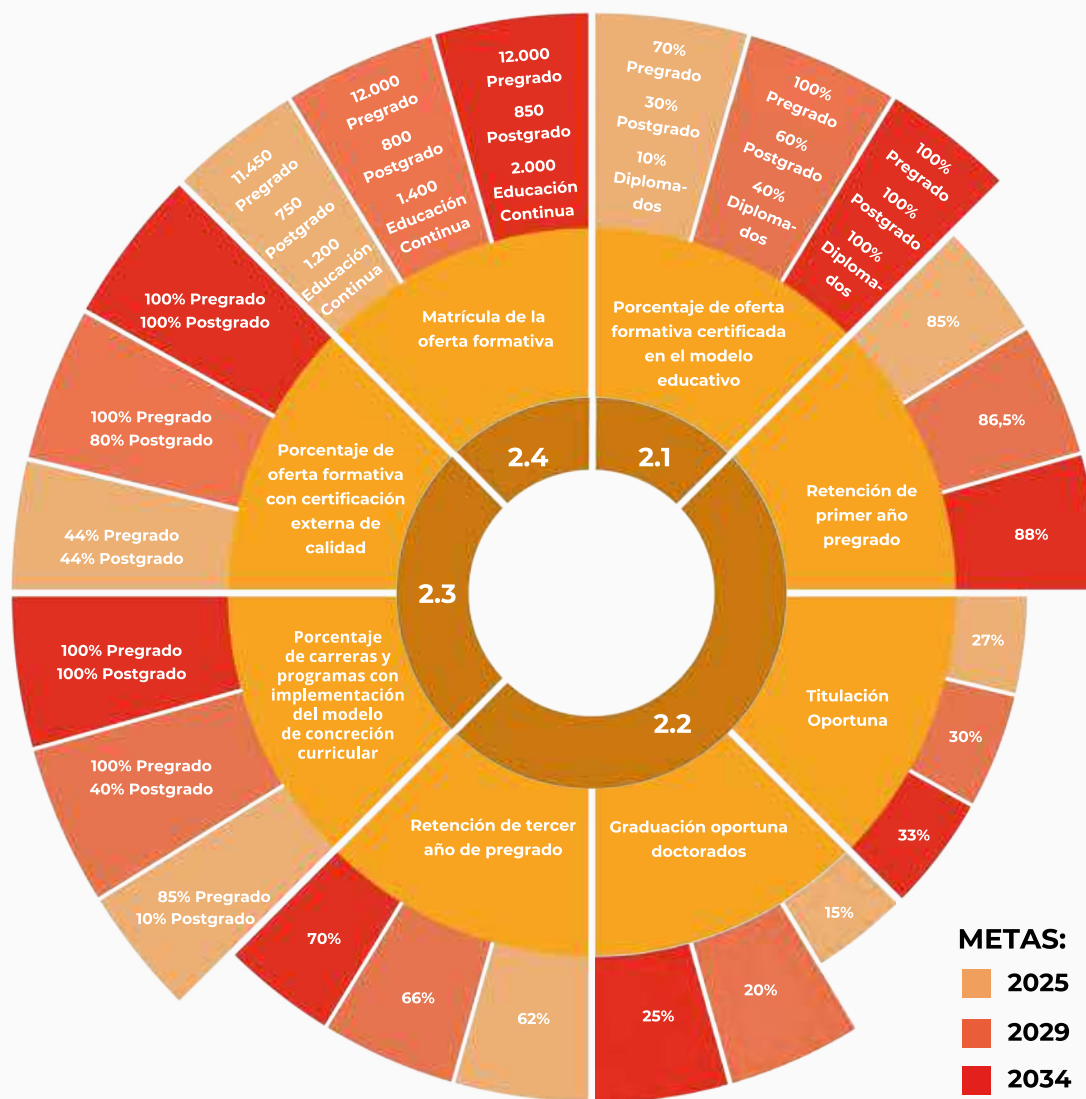 70%
Pregrado
30%
Postgrado
10%
Diploma-
dos
100%
Pregrado
60%
Postgrado
40%
Diploma-
dos
100%
Pregrado
100%
Postgrado
100%
Diploma-
dos
Porcentaje de oferta
formativa certificada
en el modelo
educativo
2.1
85%
86,5%
88%
Retención de
primer año
pregrado
27%
30%
33%
Titulación
Oportuna
2.2
15%
20%
25%
Graduación oportuna
doctorados
62%
66%
70%
Retención de tercer
año de pregrado
85% Pregrado
10% Postgrado
100% Pregrado
40% Postgrado
100% Pregrado
100% Postgrado
Porcentaje
de carreras y
programas con
implementación
del modelo
de concreción
curricular
2.3
44% Pregrado
44% Postgrado
100% Pregrado
80% Postgrado
100% Pregrado
100% Postgrado
Porcentaje de
oferta formativa
con certificación
externa de
calidad
11.450
Pregrado
750
Postgrado
1.200
Educación
Continua
12.000
Pregrado
800
Postgrado
1.400
Educación
Continua
12.000
Pregrado
850
Postgrado
2.000
Educación
Continua
Matrícula de la
oferta formativa
2.4
METAS:
2025
2029
2034